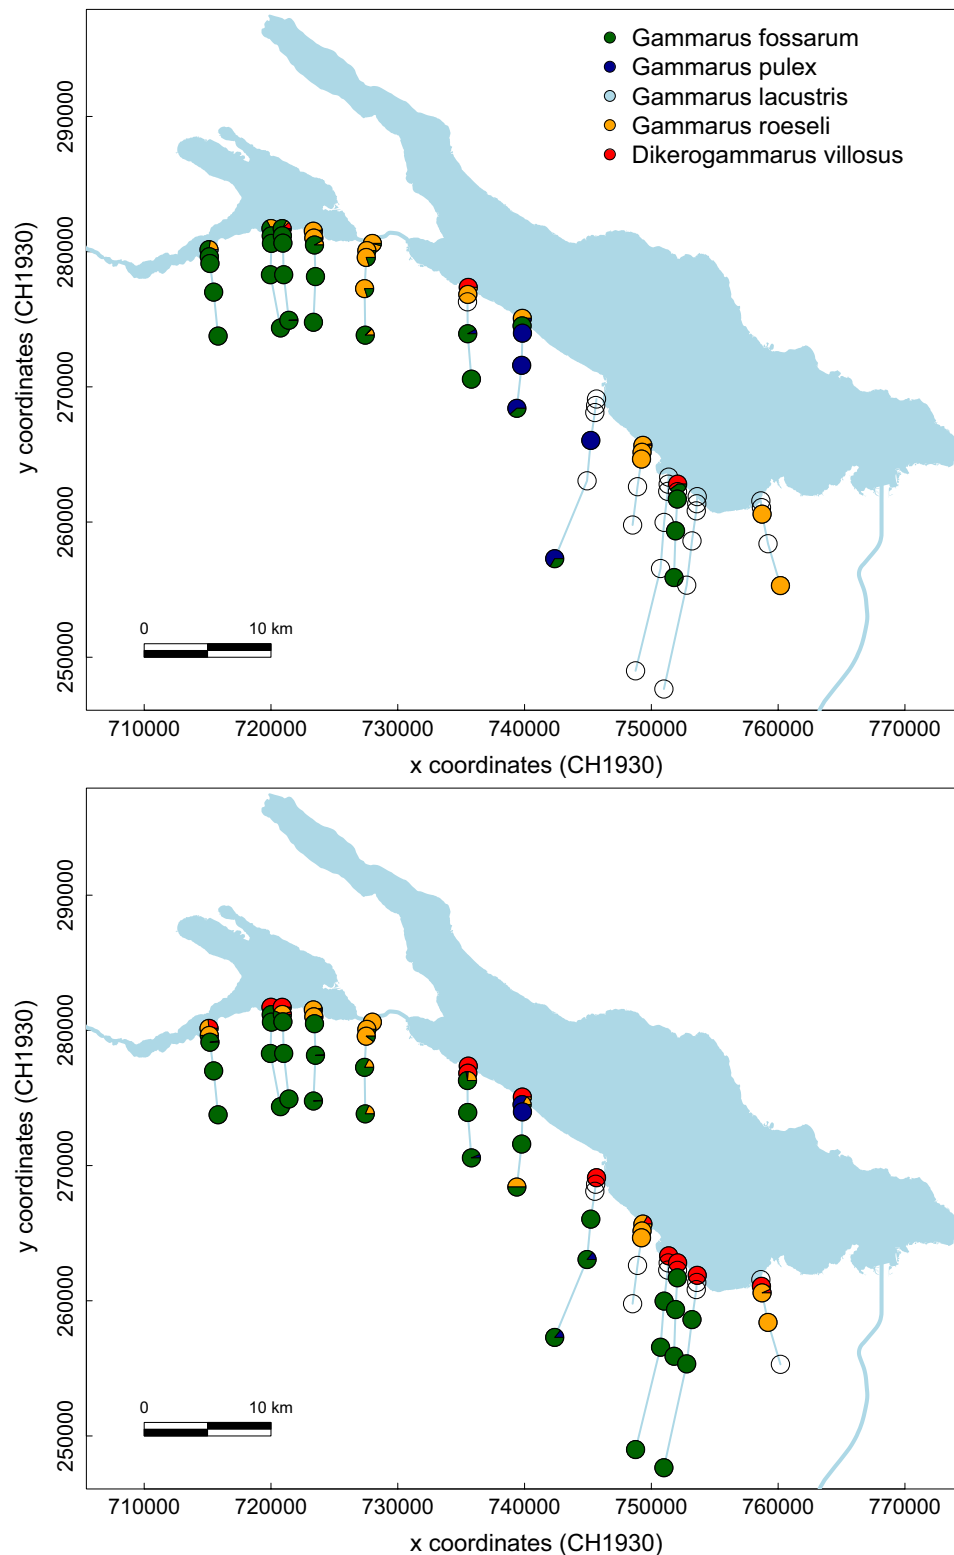 Gammarus fossarum
Gammarus pulex
Gammarus lacustris
Gammarus roeseli
Dikerogammarus villosus
290000
280000
270000
260000
250000
y coordinates (CH1930)
0 10 km
710000 720000 730000 740000 750000 760000 770000
x coordinates (CH1930)
290000
280000
270000
260000
250000
y coordinates (CH1930)
0 10 km
710000 720000 730000 740000 750000 760000 770000
x coordinates (CH1930)